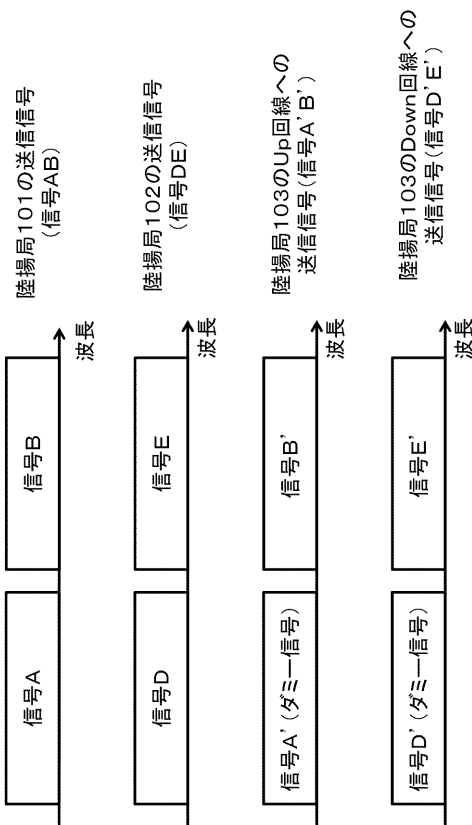 信号A
信号B
波長
陸揚局101の送信信号
(信号AB)
信号D
信号E
波長
陸揚局102の送信信号
(信号DE)
信号A’(ダミー信号)
信号B’
波長
陸揚局103のUp回線への
送信信号(信号A’B’)
信号D’(ダミー信号)
信号E’
波長
陸揚局103のDown回線への
送信信号(信号D’E’)